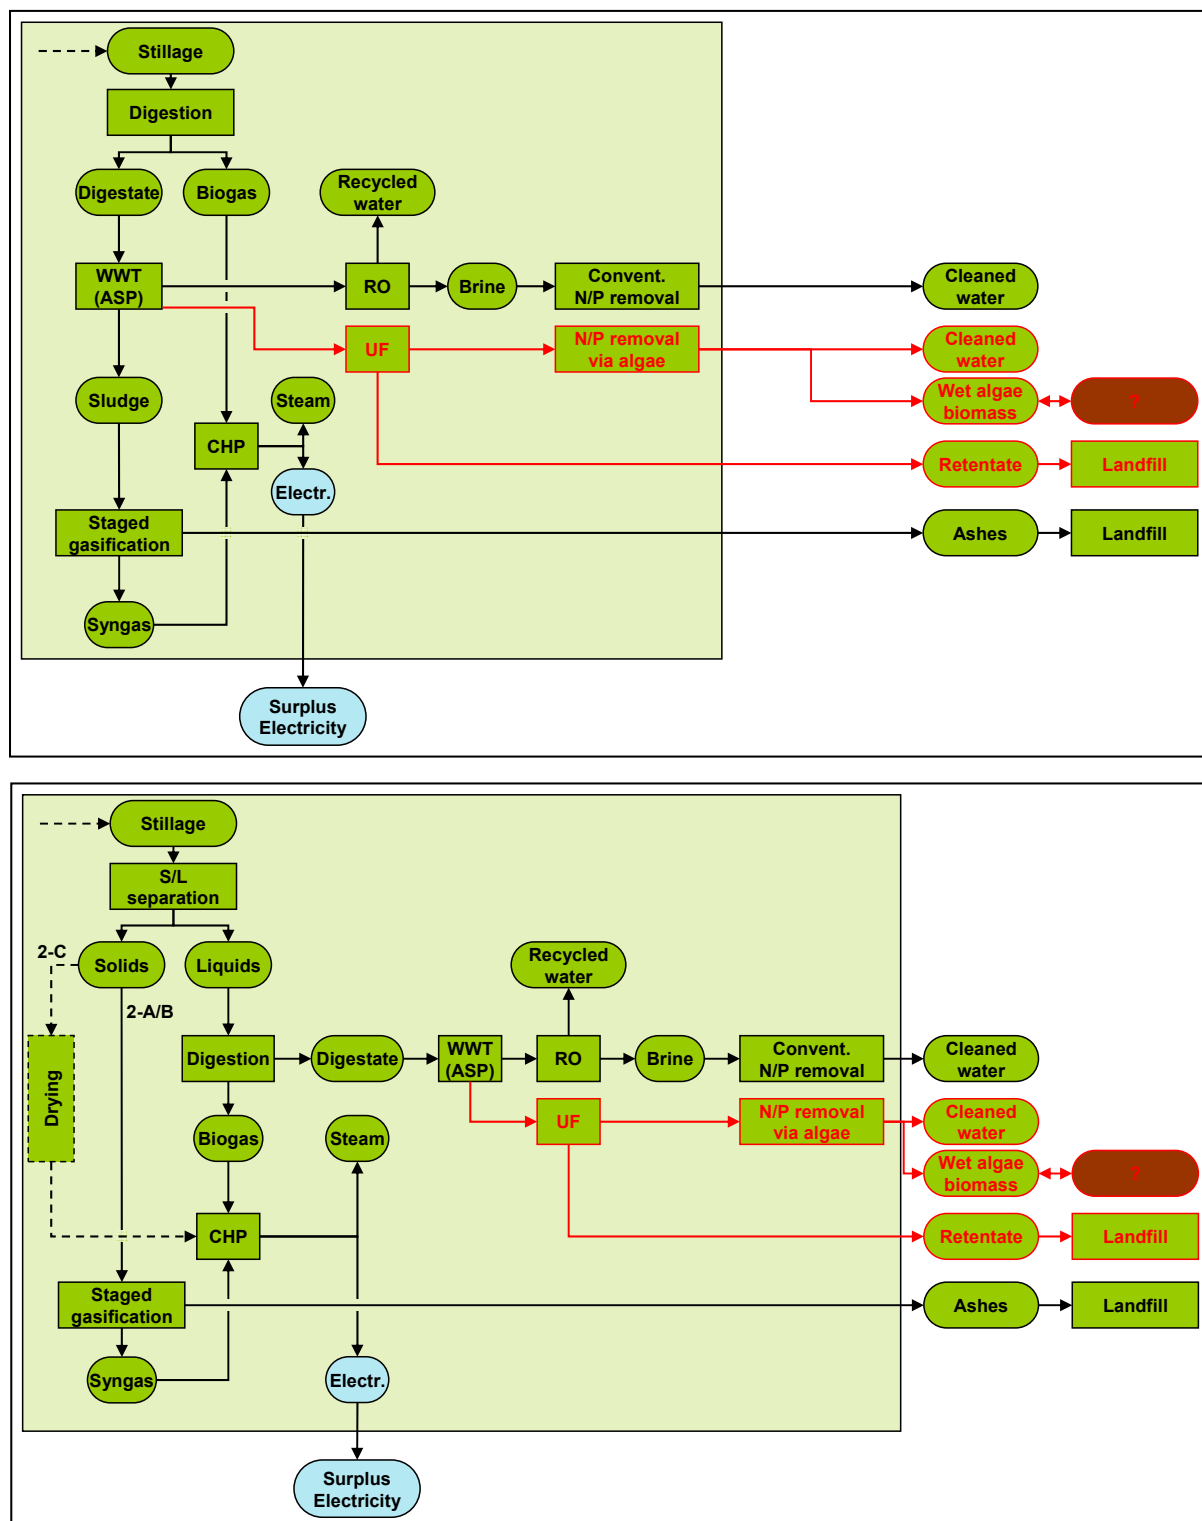 Stillage
Digestion
Digestate
Biogas
Recycled
water
WWT
(ASP)
RO
Brine
Convent.
N/P removal
Cleaned
water
UF
N/P removal
via algae
Cleaned
water
Sludge
Steam
Wet algae
biomass
?
CHP
Retentate
Landfill
Electr.
Staged
gasification
Ashes
Landfill
Syngas
Surplus
Electricity
Stillage
S/L
separation
2-C
Solids
Liquids
Recycled
water
2-A/B
Drying
Digestion
Digestate
WWT
(ASP)
RO
Brine
Convent.
N/P removal
Cleaned
water
Biogas
Steam
UF
N/P removal
via algae
Cleaned
water
Wet algae
biomass
?
CHP
Retentate
Landfill
Staged
gasification
Ashes
Landfill
Syngas
Electr.
Surplus
Electricity